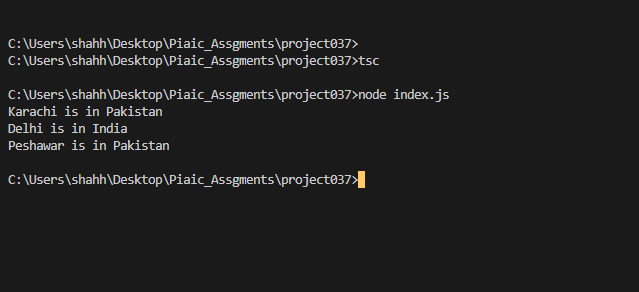 C:\Users\shahh\Desktop\Piaic_Assgments\project037>
C:\Users\shahh\Desktop\Piaic_Assgments\project037>tsc
C:\Users\shahh\Desktop\Piaic_Assgments\project037>node index.js
Karachi is in Pakistan
Delhi is in India
Peshawar is in Pakistan
C:\Users\shahh\Desktop\Piaic_Assgments\project037>